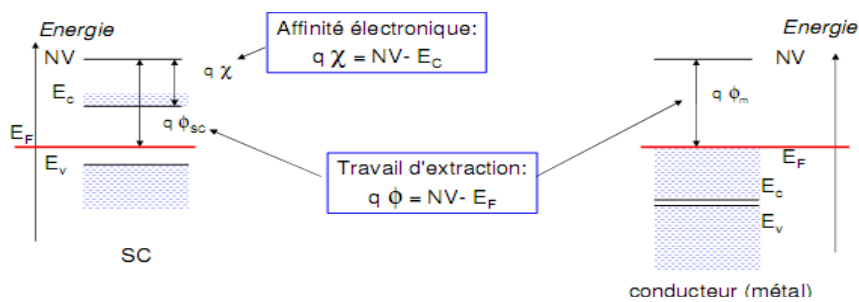 Energie
NV
E_c
E_F
E_v
SC
q χ
q ϕ_SC
Affinité électronique:
q χ = NV- E_C
Travail d'extraction:
q ϕ = NV- E_F
Energie
NV
q ϕ_m
E_F
E_c
E_v
conducteur (métal)